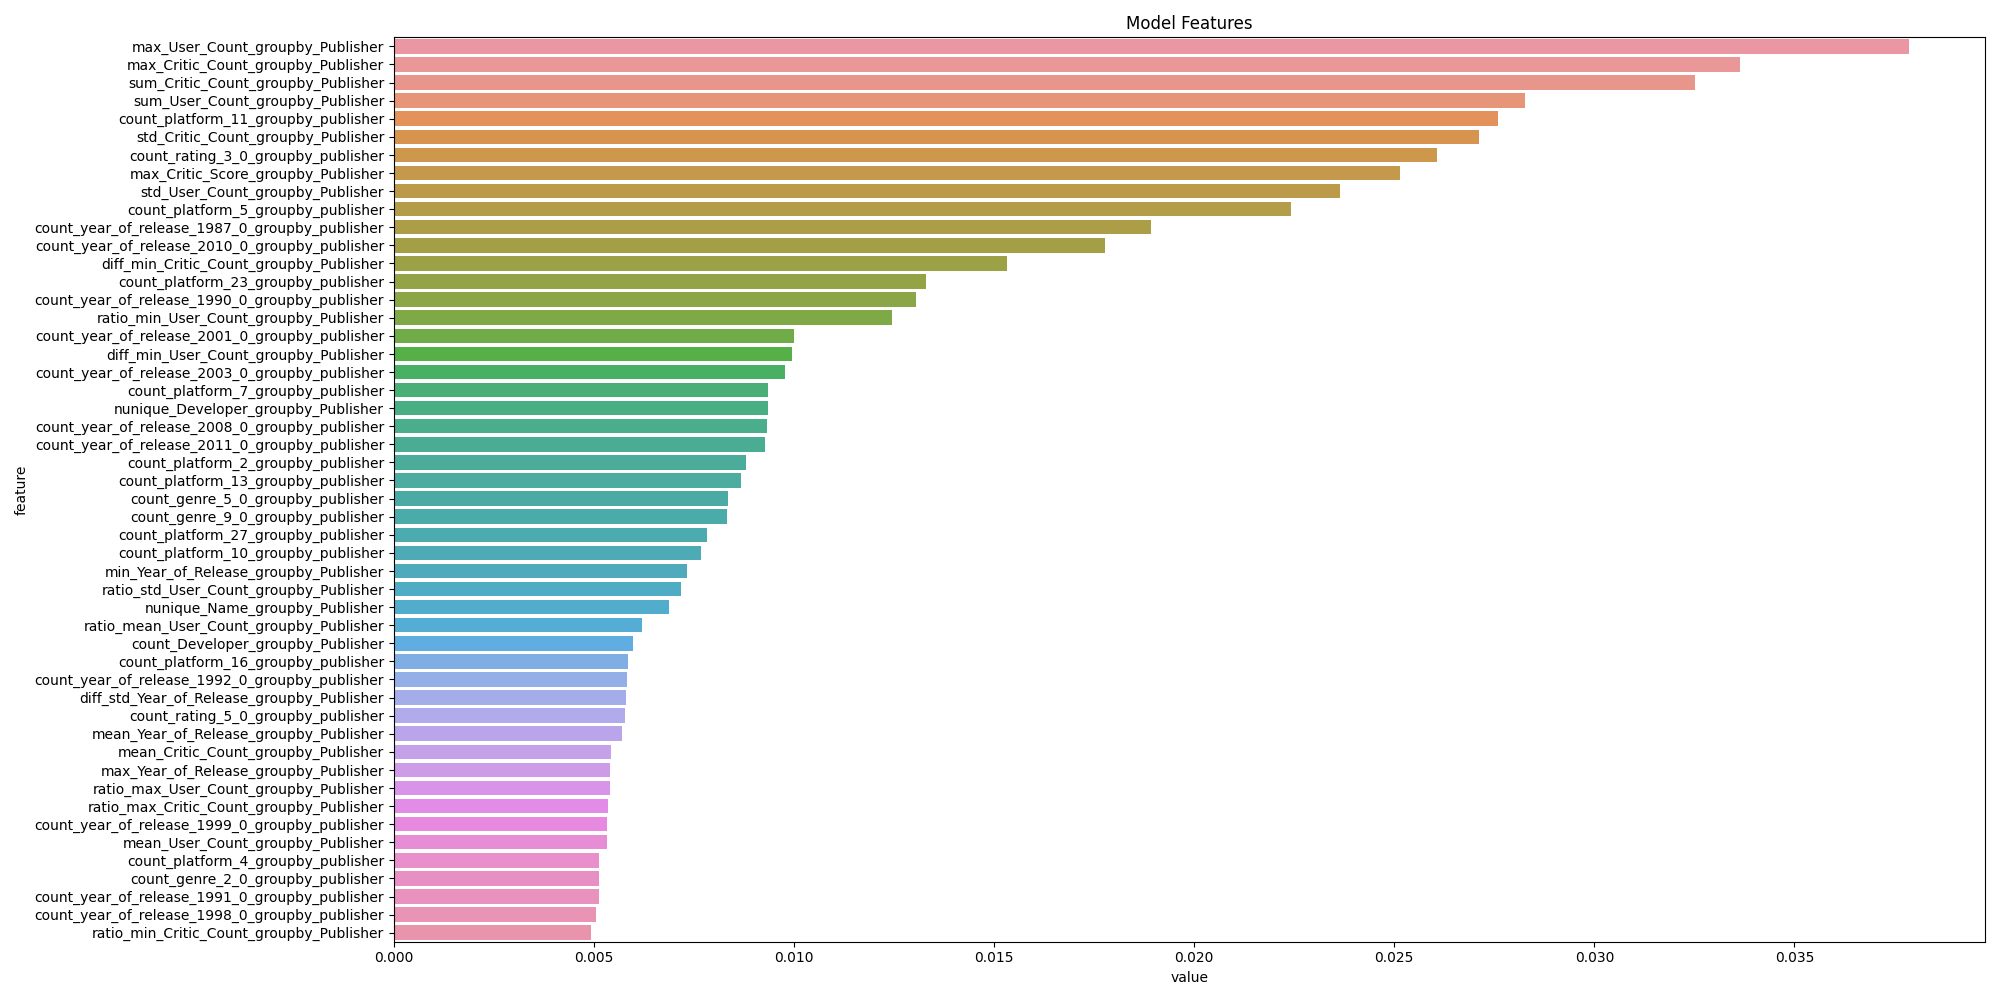 Model Features
max_User_Count_groupby_Publisher
max_Critic_Count_groupby_Publisher
sum_Critic_Count_groupby_Publisher
sum_User_Count_groupby_Publisher
count_platform_11_groupby_publisher
std_Critic_Count_groupby_Publisher
count_rating_3_0_groupby_publisher
max_Critic_Score_groupby_Publisher
std_User_Count_groupby_Publisher
count_platform_5_groupby_publisher
count_year_of_release_1987_0_groupby_publisher
count_year_of_release_2010_0_groupby_publisher
diff_min_Critic_Count_groupby_Publisher
count_platform_23_groupby_publisher
count_year_of_release_1990_0_groupby_publisher
ratio_min_User_Count_groupby_Publisher
count_year_of_release_2001_0_groupby_publisher
diff_min_User_Count_groupby_Publisher
count_year_of_release_2003_0_groupby_publisher
count_platform_7_groupby_publisher
nunique_Developer_groupby_Publisher
count_year_of_release_2008_0_groupby_publisher
count_year_of_release_2011_0_groupby_publisher
count_platform_2_groupby_publisher
count_platform_13_groupby_publisher
count_genre_5_0_groupby_publisher
count_genre_9_0_groupby_publisher
count_platform_27_groupby_publisher
count_platform_10_groupby_publisher
min_Year_of_Release_groupby_Publisher
ratio_std_User_Count_groupby_Publisher
nunique_Name_groupby_Publisher
ratio_mean_User_Count_groupby_Publisher
count_Developer_groupby_Publisher
count_platform_16_groupby_publisher
count_year_of_release_1992_0_groupby_publisher
diff_std_Year_of_Release_groupby_Publisher
count_rating_5_0_groupby_publisher
mean_Year_of_Release_groupby_Publisher
mean_Critic_Count_groupby_Publisher
max_Year_of_Release_groupby_Publisher
ratio_max_User_Count_groupby_Publisher
ratio_max_Critic_Count_groupby_Publisher
count_year_of_release_1999_0_groupby_publisher
mean_User_Count_groupby_Publisher
count_platform_4_groupby_publisher
count_genre_2_0_groupby_publisher
count_year_of_release_1991_0_groupby_publisher
count_year_of_release_1998_0_groupby_publisher
ratio_min_Critic_Count_groupby_Publisher
feature
0.000 0.005 0.010 0.015 0.020 0.025 0.030 0.035
value